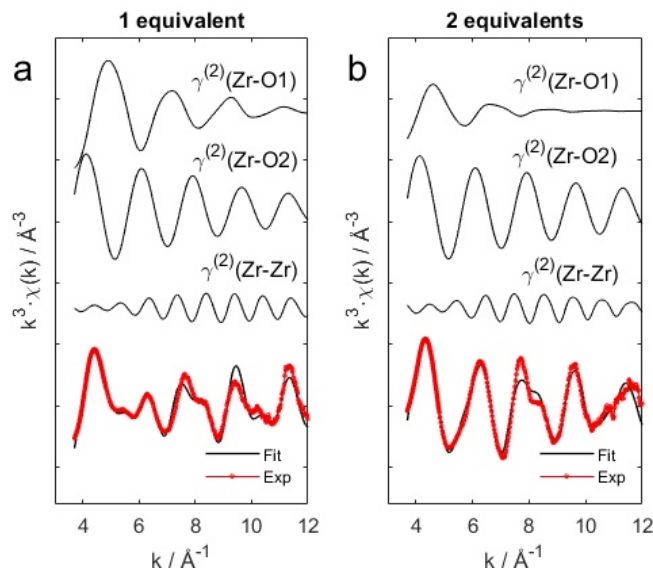 1 equivalent
a
γ(2)(Zr-O1)
γ(2)(Zr-O2)
γ(2)(Zr-Zr)
k3·χ(k) / Å-3
Fit
Exp
4 6 8 10 12
k / Å-1
2 equivalents
b
γ(2)(Zr-O1)
γ(2)(Zr-O2)
γ(2)(Zr-Zr)
k3·χ(k) / Å-3
Fit
Exp
4 6 8 10 12
k / Å-1